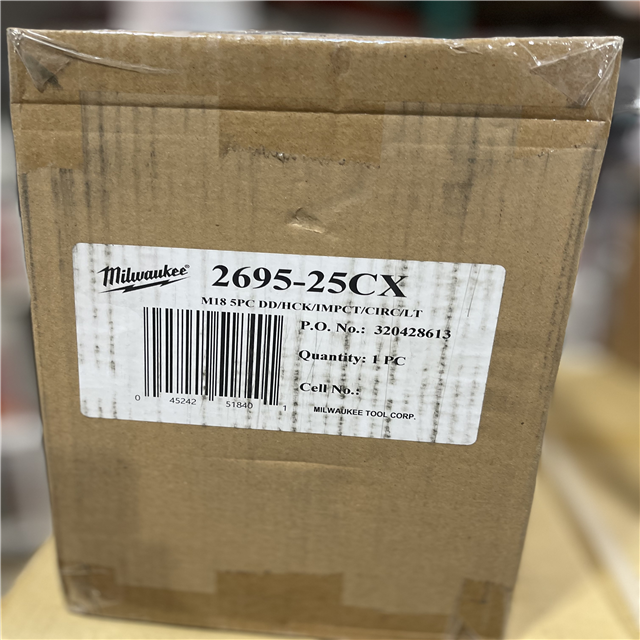 Milwaukee 2695-25CX
M18 5PC DD/HCK/IMPCT/CIRC/LT
P.O. No.: 320428613
Quantity: 1 PC
Cell No.:
0 45242 51840 1
MILWAUKEE TOOL CORP.